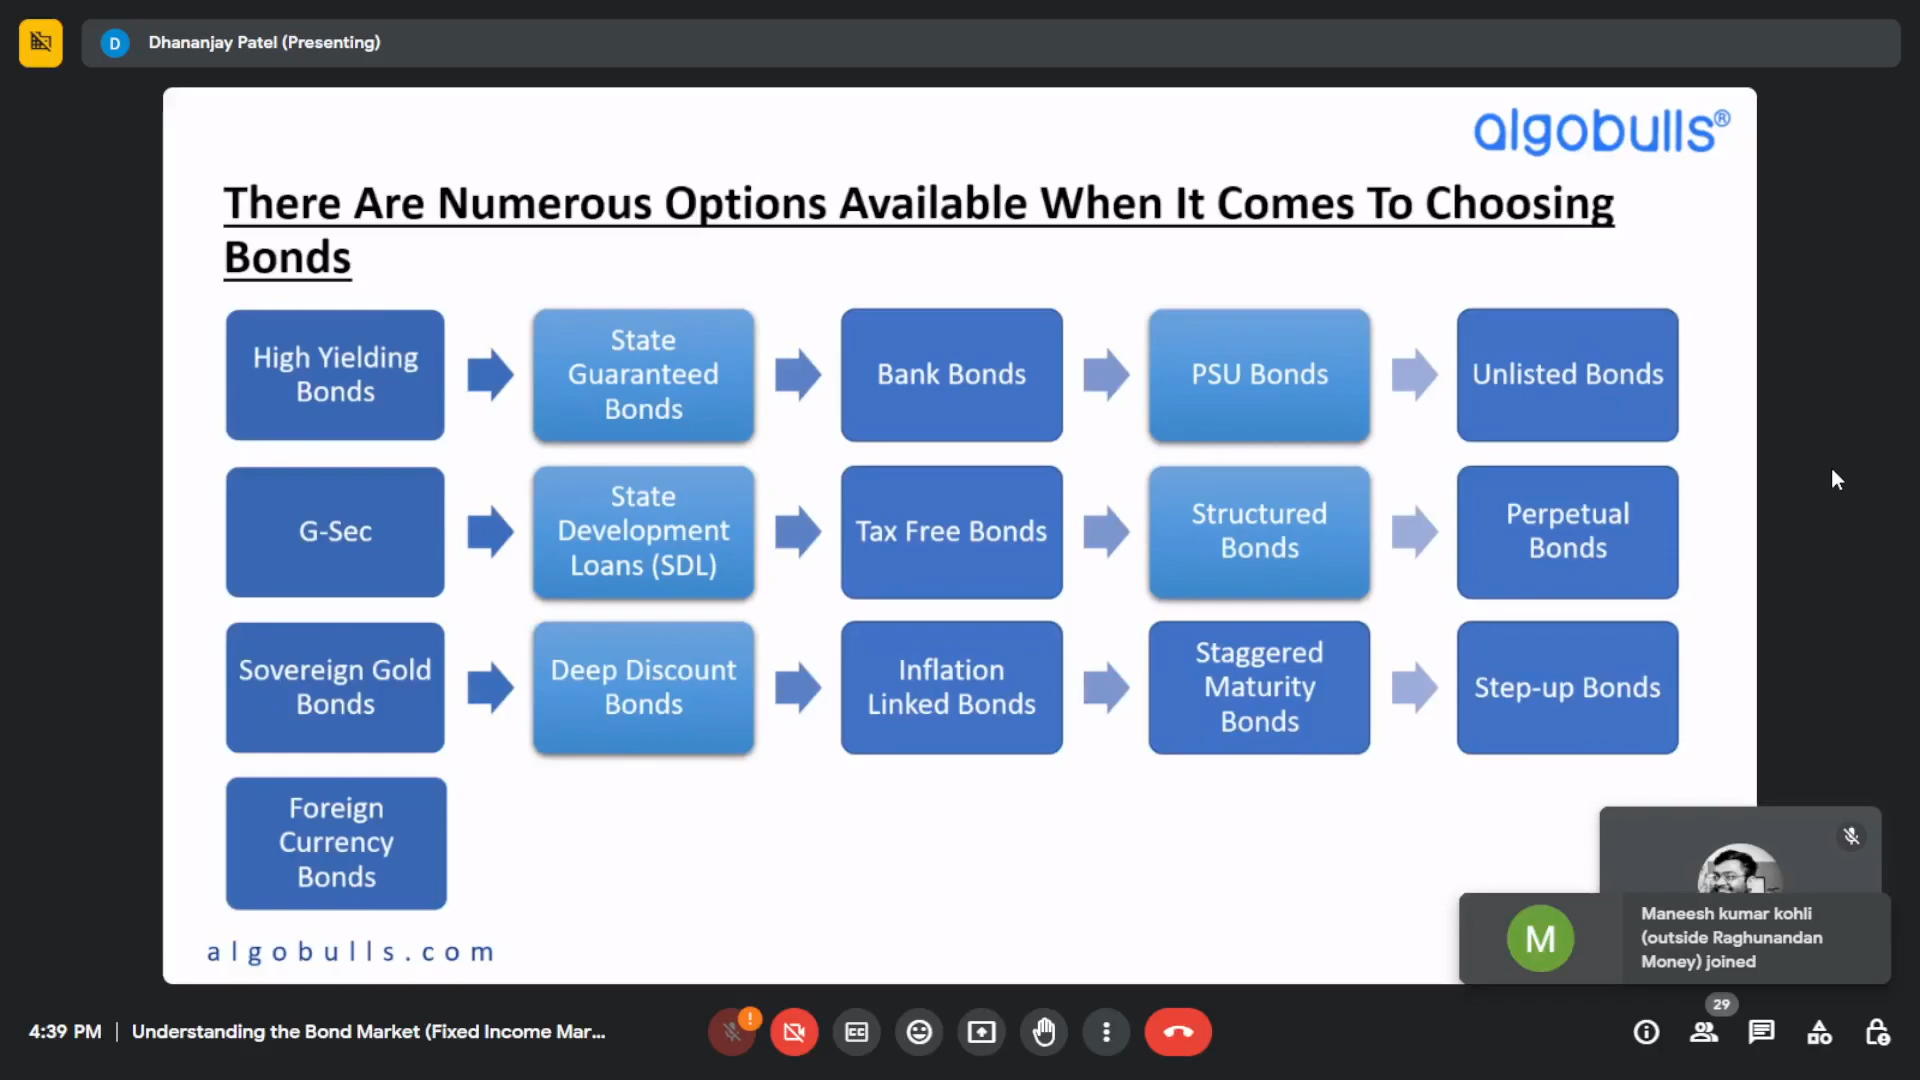 D
Dhananjay Patel (Presenting)
algobulls®
There Are Numerous Options Available When It Comes To Choosing
Bonds
High Yielding
Bonds
State
Guaranteed
Bonds
Bank Bonds
PSU Bonds
Unlisted Bonds
G-Sec
State
Development
Loans (SDL)
Tax Free Bonds
Structured
Bonds
Perpetual
Bonds
Sovereign Gold
Bonds
Deep Discount
Bonds
Inflation
Linked Bonds
Staggered
Maturity
Bonds
Step-up Bonds
Foreign
Currency
Bonds
algobulls.com
M
Maneesh kumar kohli
(outside Raghunandan
Money) joined
4:39 PM
Understanding the Bond Market (Fixed Income Mar...
!
CC
29